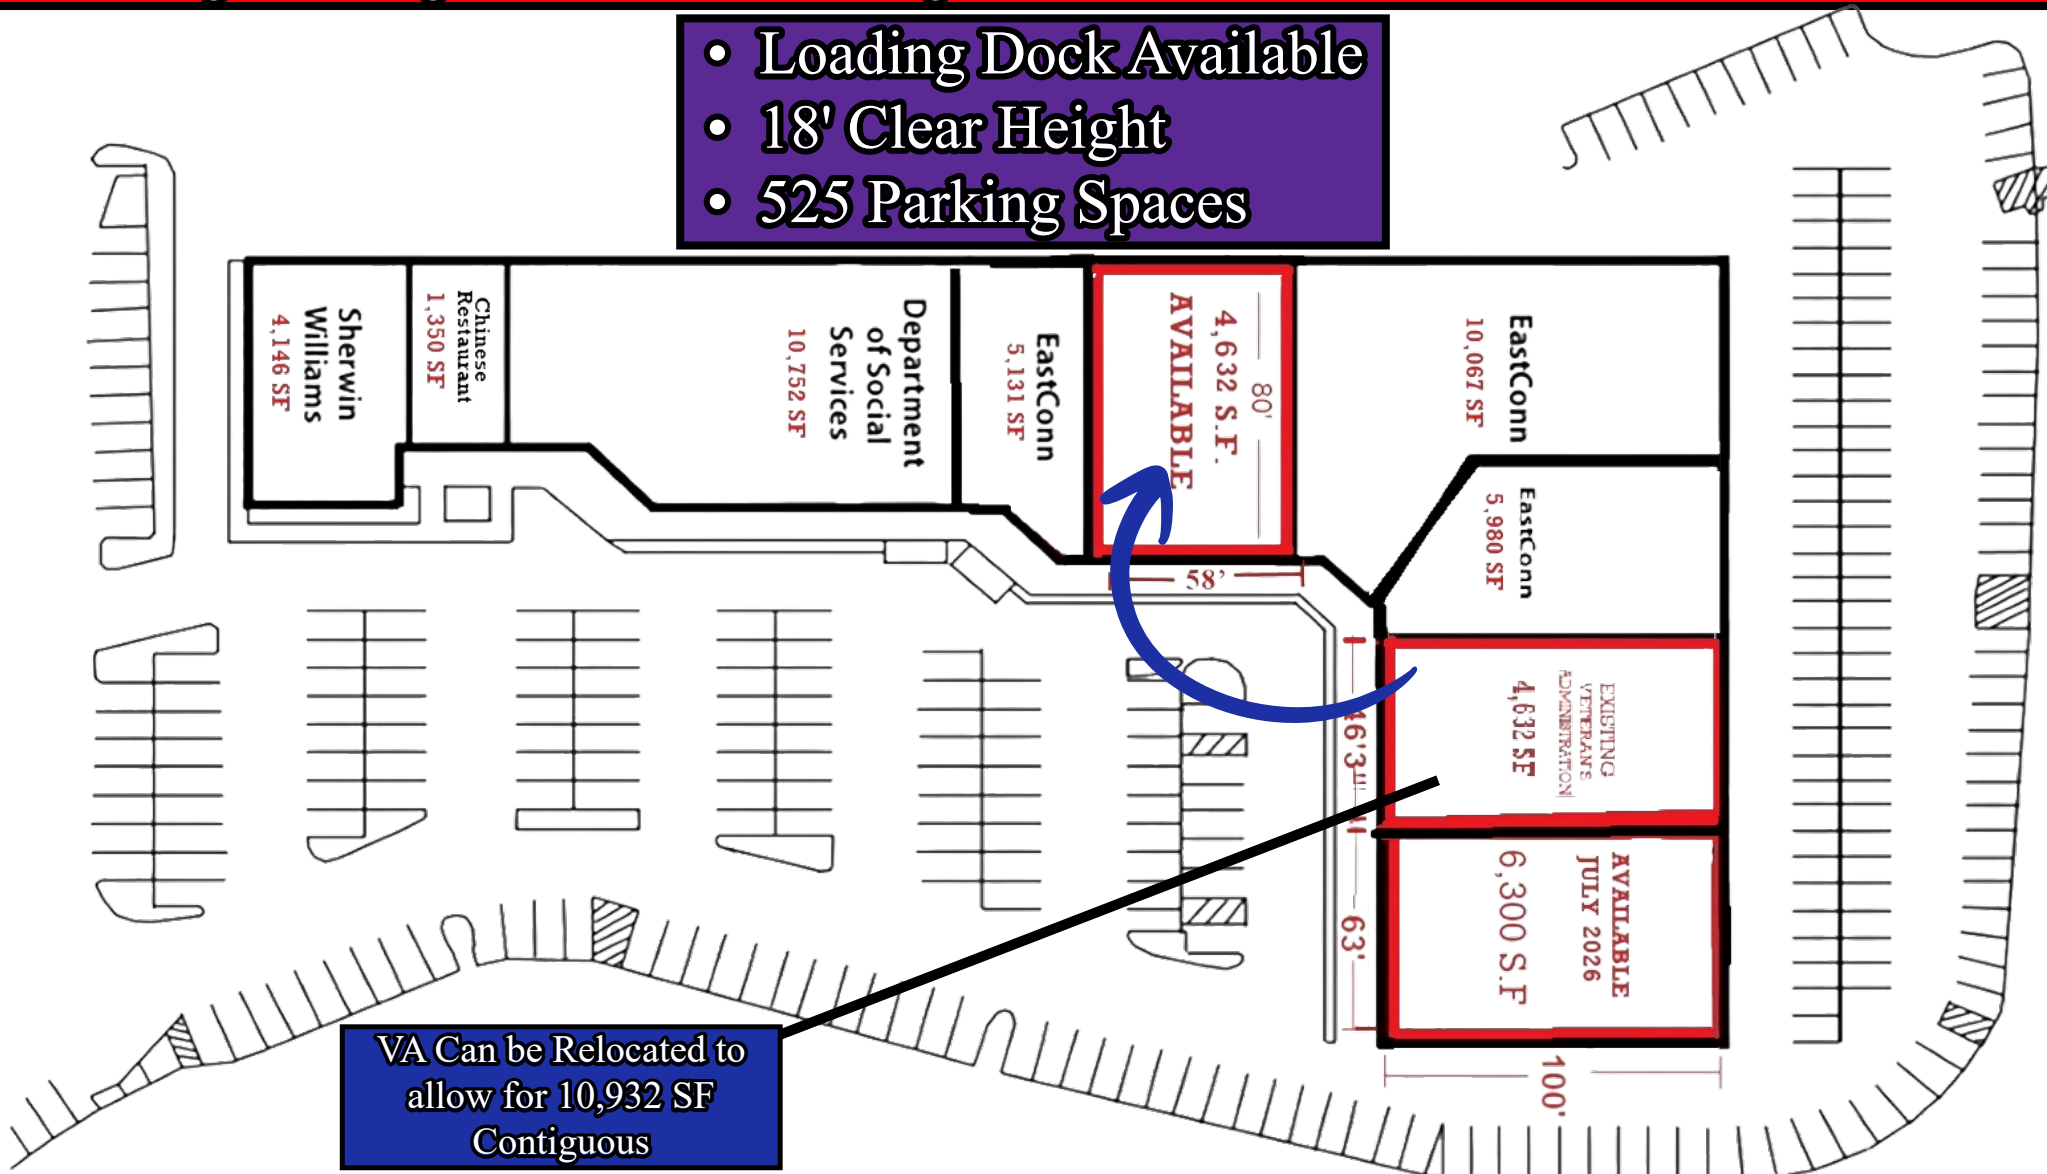 • Loading Dock Available
• 18' Clear Height
• 525 Parking Spaces
Sherwin
Williams
4,146 SF
Chinese
Restaurant
1,350 SF
Department
of Social
Services
10,752 SF
EastConn
5,131 SF
80'
4,632 S.F.
AVAILABLE
58'
EastConn
10,067 SF
EastConn
5,980 SF
EXISTING
VETERAN'S
ADMINISTRATION
4,632 SF
46'3"
AVAILABLE
JULY 2026
6,300 S.F
63'
100'
VA Can be Relocated to
allow for 10,932 SF
Contiguous